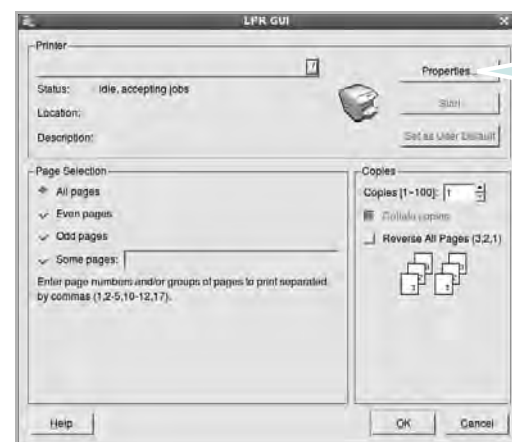 LPR GUI
Printer
Properties...
Status: Idle, accepting jobs
Start
Location:
Description:
Set as User Default
Page Selection
All pages
Even pages
Odd pages
Some pages:
Enter page numbers and/or groups of pages to print separated
by commas (1,2-5,10-12,17).
Copies
Copies [1-100]: 1
Collate copies
Reverse All Pages (3,2,1)
Help
OK
Cancel